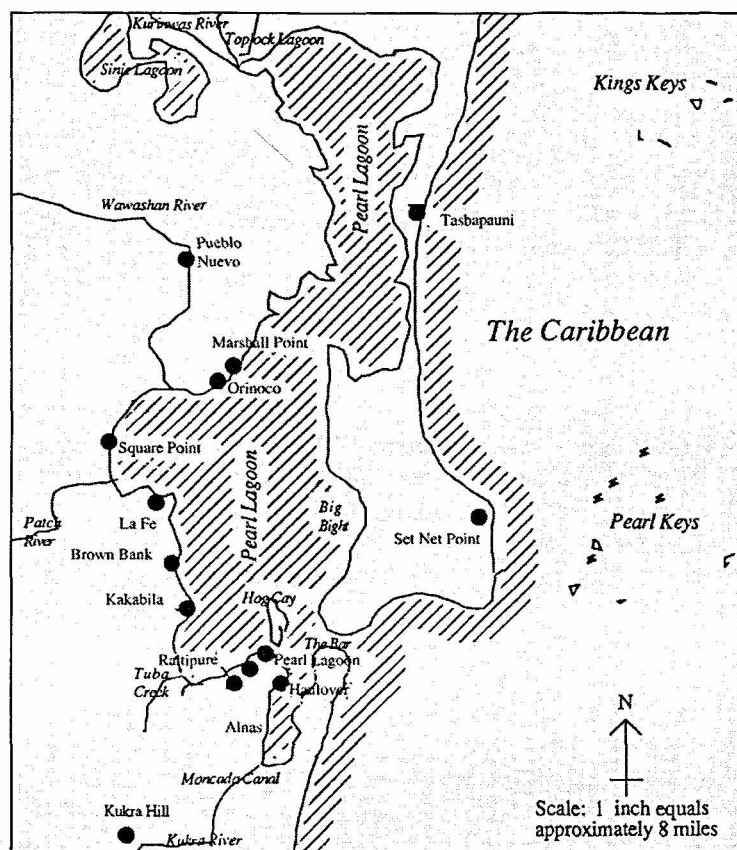 Kurinwas River
Toplock Lagoon
Sinie Lagoon
Kings Keys
Pearl Lagoon
Wawashan River
Tasbapauni
Pueblo
Nuevo
The Caribbean
Marshall Point
Orinoco
Square Point
Pearl Lagoon
Big
Bight
La Fe
Patch
River
Set Net Point
Pearl Keys
Brown Bank
Kakabila
Hog Cay
The Bar
Raitipura
Pearl Lagoon
Tuba
Creek
Haulover
Alnas
N
Moncada Canal
Kukra Hill
Kukra River
Scale: 1 inch equals
approximately 8 miles